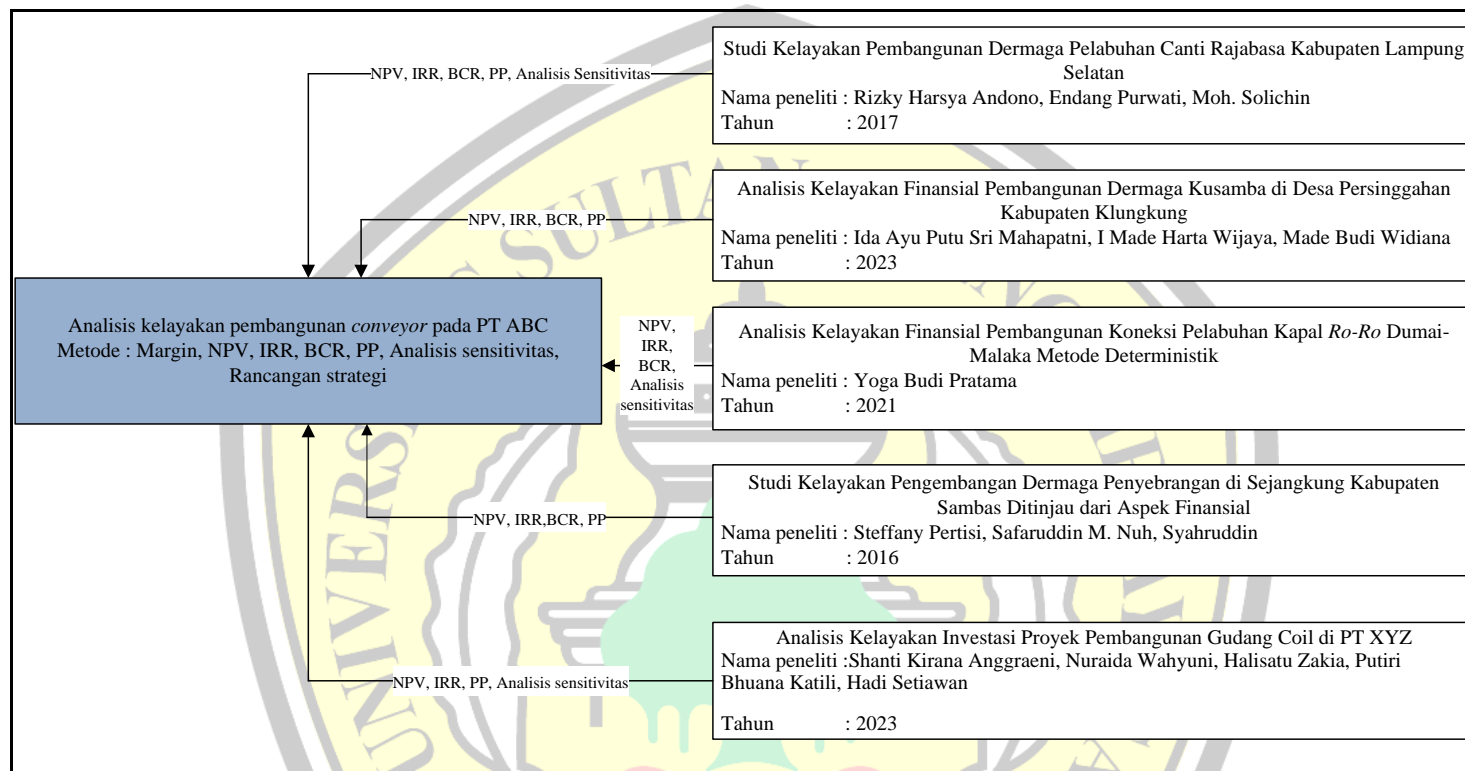 Studi Kelayakan Pembangunan Dermaga Pelabuhan Canti Rajabasa Kabupaten Lampung
Selatan
Nama peneliti : Rizky Harsya Andono, Endang Purwati, Moh. Solichin
Tahun : 2017
NPV, IRR, BCR, PP, Analisis Sensitivitas
Analisis Kelayakan Finansial Pembangunan Dermaga Kusamba di Desa Persinggahan
Kabupaten Klungkung
Nama peneliti : Ida Ayu Putu Sri Mahapatni, I Made Harta Wijaya, Made Budi Widiana
Tahun : 2023
NPV, IRR, BCR, PP
Analisis kelayakan pembangunan conveyor pada PT ABC
Metode : Margin, NPV, IRR, BCR, PP, Analisis sensitivitas,
Rancangan strategi
NPV,
IRR,
BCR,
Analisis
sensitivitas
Analisis Kelayakan Finansial Pembangunan Koneksi Pelabuhan Kapal Ro-Ro Dumai-
Malaka Metode Deterministik
Nama peneliti : Yoga Budi Pratama
Tahun : 2021
NPV, IRR,BCR, PP
Studi Kelayakan Pengembangan Dermaga Penyebrangan di Sejangkung Kabupaten
Sambas Ditinjau dari Aspek Finansial
Nama peneliti : Steffany Pertisi, Safaruddin M. Nuh, Syahruddin
Tahun : 2016
NPV, IRR, PP, Analisis sensitivitas
Analisis Kelayakan Investasi Proyek Pembangunan Gudang Coil di PT XYZ
Nama peneliti :Shanti Kirana Anggraeni, Nuraida Wahyuni, Halisatu Zakia, Putiri
Bhuana Katili, Hadi Setiawan
Tahun : 2023
SULTAN